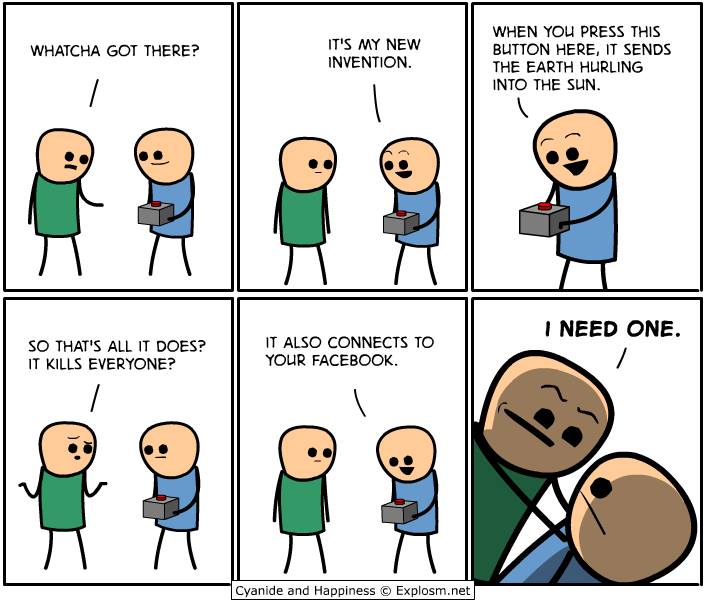 WHATCHA GOT THERE?
IT'S MY NEW
INVENTION.
WHEN YOU PRESS THIS
BUTTON HERE, IT SENDS
THE EARTH HURLING
INTO THE SUN.
SO THAT'S ALL IT DOES?
IT KILLS EVERYONE?
IT ALSO CONNECTS TO
YOUR FACEBOOK.
I NEED ONE.
Cyanide and Happiness © Explosm.net